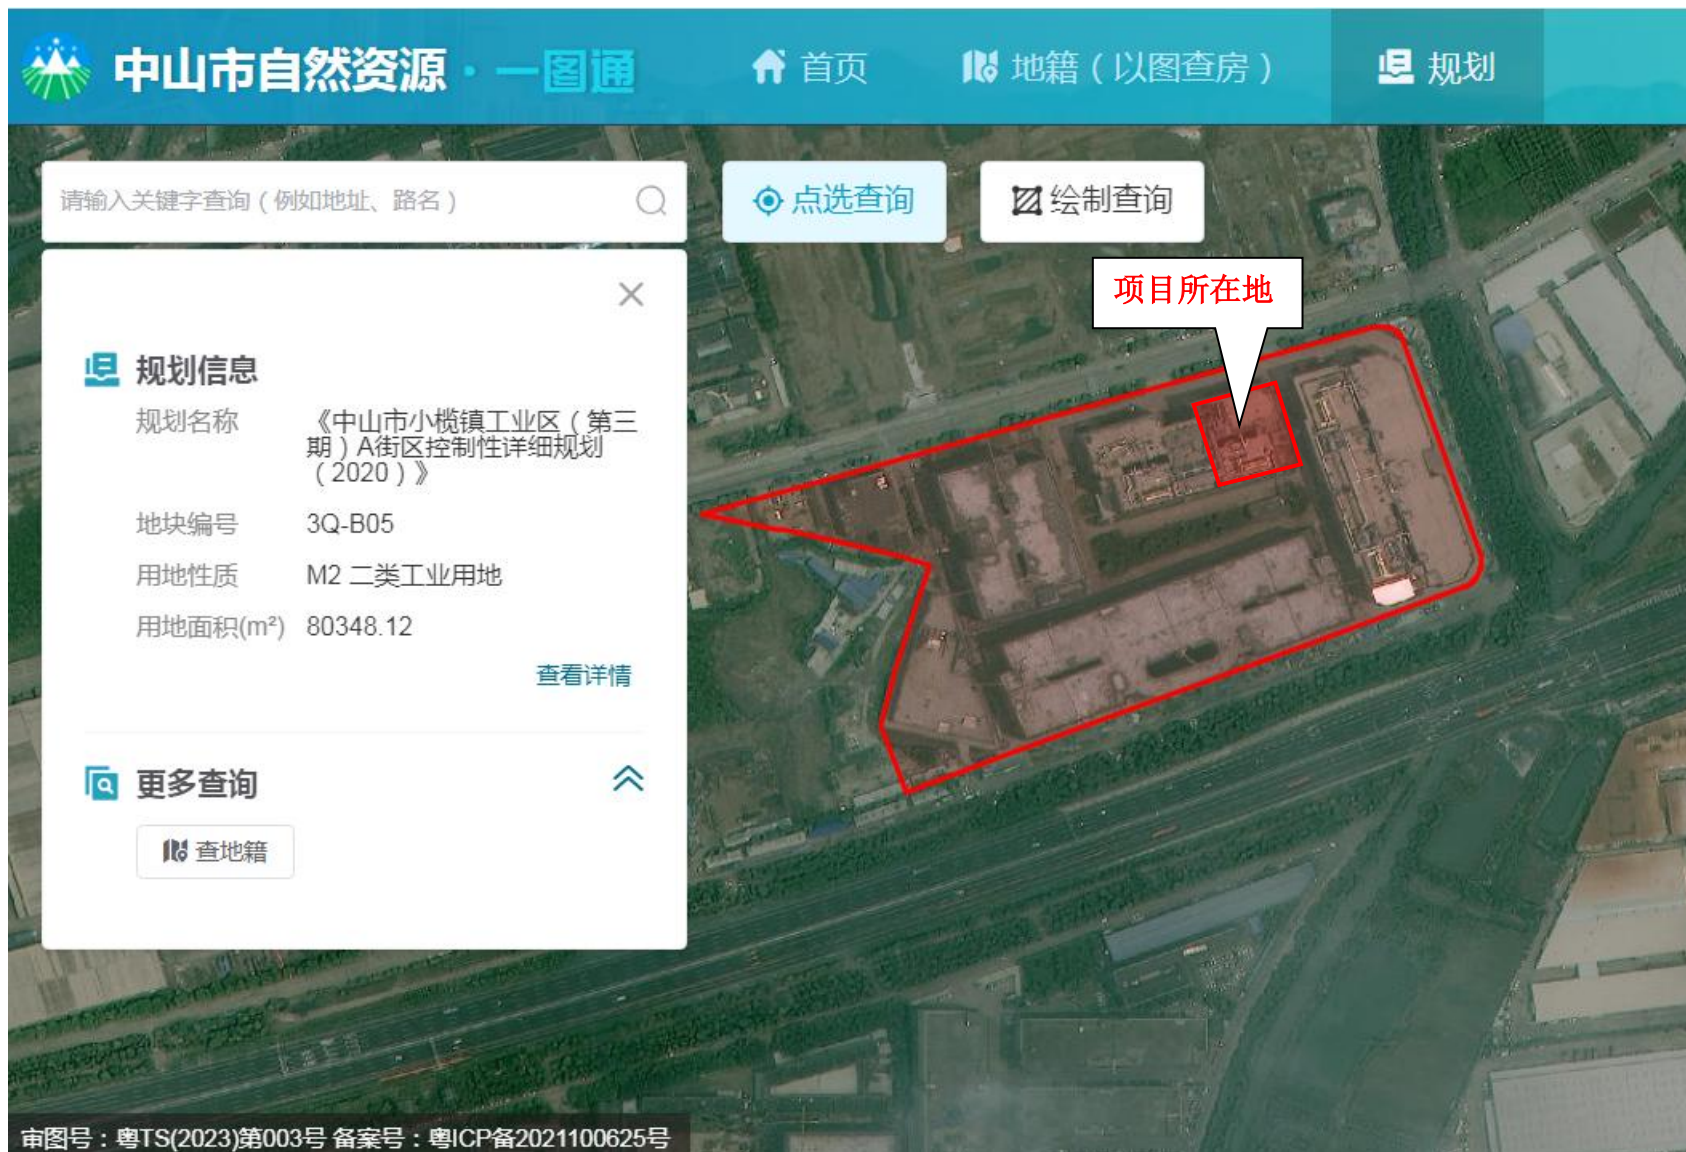 中山市自然资源·一图通
首页
地籍（以图查房）
规划
请输入关键字查询（例如地址、路名）
点选查询
绘制查询
项目所在地
规划信息
规划名称
《中山市小榄镇工业区（第三
期）A街区控制性详细规划
（2020）》
地块编号
3Q-B05
用地性质
M2 二类工业用地
用地面积(m²)
80348.12
查看详情
更多查询
查地籍
审图号：粤TS(2023)第003号 备案号：粤ICP备2021100625号